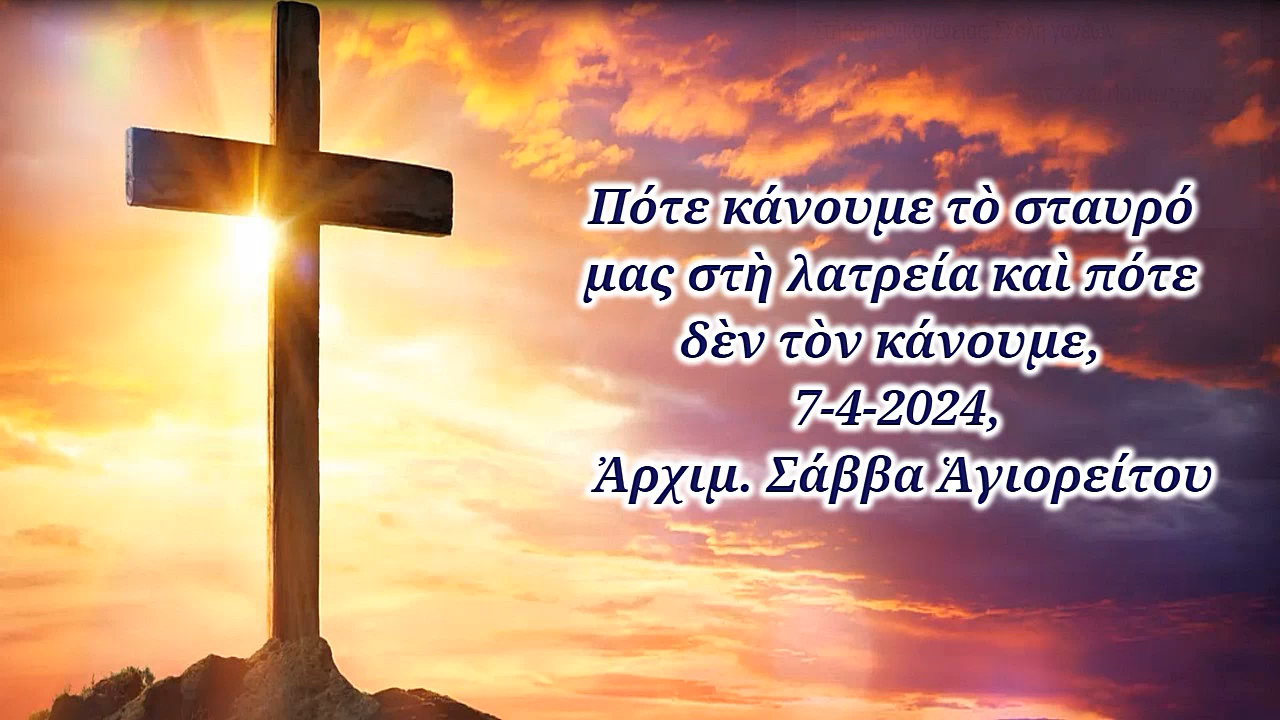 Πότε κάνουμε τὸ σταυρό
μας στὴ λατρεία καὶ πότε
δὲν τὸν κάνουμε,
7-4-2024,
Ἀρχιμ. Σάββα Ἁγιορείτου